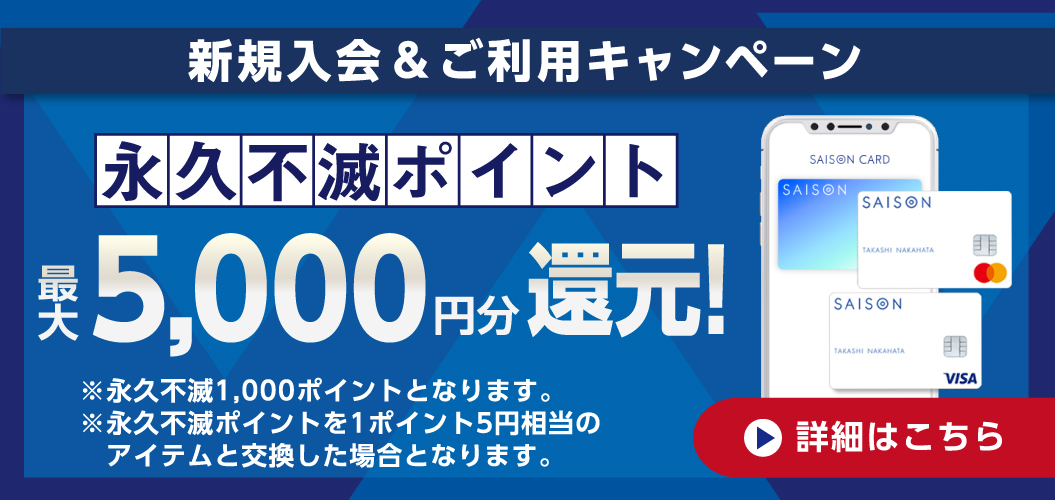 新規入会＆ご利用キャンペーン
永久不滅ポイント
最大5,000円分還元!
※永久不滅1,000ポイントとなります。
※永久不滅ポイントを1ポイント5円相当の
アイテムと交換した場合となります。
SAISON CARD
SAISON
SAISON
TAKASHI NAKAHATA
SAISON
TAKASHI NAKAHATA
VISA
詳細はこちら